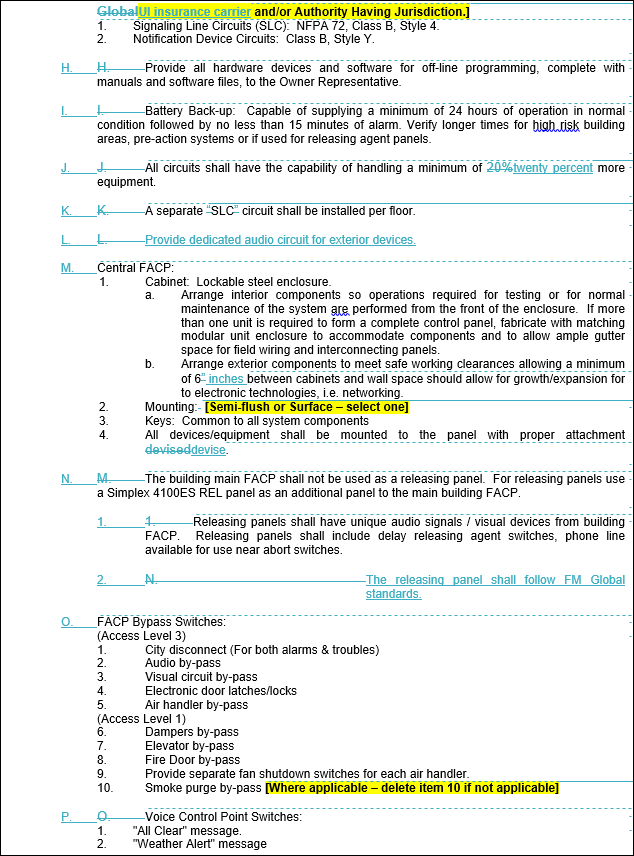 GlobalUI insurance carrier and/or Authority Having Jurisdiction.]
1. Signaling Line Circuits (SLC): NFPA 72, Class B, Style 4.
2. Notification Device Circuits: Class B, Style Y.
H. H. Provide all hardware devices and software for off-line programming, complete with
manuals and software files, to the Owner Representative.
I. I. Battery Back-up: Capable of supplying a minimum of 24 hours of operation in normal
condition followed by no less than 15 minutes of alarm. Verify longer times for high risk building
areas, pre-action systems or if used for releasing agent panels.
J. J. All circuits shall have the capability of handling a minimum of 20%twenty percent more
equipment.
K. K. A separate "SLC" circuit shall be installed per floor.
L. L. Provide dedicated audio circuit for exterior devices.
M. Central FACP:
1. Cabinet: Lockable steel enclosure.
a. Arrange interior components so operations required for testing or for normal
maintenance of the system are performed from the front of the enclosure. If more
than one unit is required to form a complete control panel, fabricate with matching
modular unit enclosure to accommodate components and to allow ample gutter
space for field wiring and interconnecting panels.
b. Arrange exterior components to meet safe working clearances allowing a minimum
of 6" inches between cabinets and wall space should allow for growth/expansion for
to electronic technologies, i.e. networking.
2. Mounting: [Semi-flush or Surface – select one]
3. Keys: Common to all system components
4. All devices/equipment shall be mounted to the panel with proper attachment
deviseddevise.
N. M. The building main FACP shall not be used as a releasing panel. For releasing panels use
a Simplex 4100ES REL panel as an additional panel to the main building FACP.
1. 1. Releasing panels shall have unique audio signals / visual devices from building
FACP. Releasing panels shall include delay releasing agent switches, phone line
available for use near abort switches.
2. N. The releasing panel shall follow FM Global
standards.
O. FACP Bypass Switches:
(Access Level 3)
1. City disconnect (For both alarms & troubles)
2. Audio by-pass
3. Visual circuit by-pass
4. Electronic door latches/locks
5. Air handler by-pass
(Access Level 1)
6. Dampers by-pass
7. Elevator by-pass
8. Fire Door by-pass
9. Provide separate fan shutdown switches for each air handler.
10. Smoke purge by-pass [Where applicable – delete item 10 if not applicable]
P. O. Voice Control Point Switches:
1. "All Clear" message.
2. "Weather Alert" message